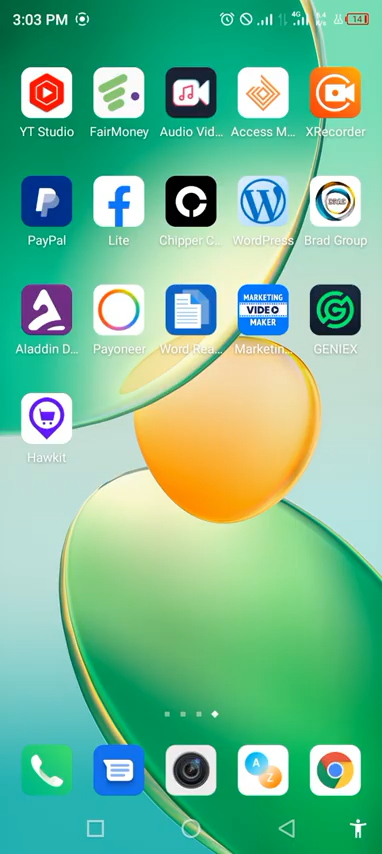 3:03 PM
4G
14
YT Studio FairMoney Audio Vid... Access M... XRecorder
PayPal Lite Chipper C... WordPress Brad Group
MARKETING
VIDEO
MAKER
Aladdin D... Payoneer Word Rea... Marketin... GENIEX
Hawkit
A
Z